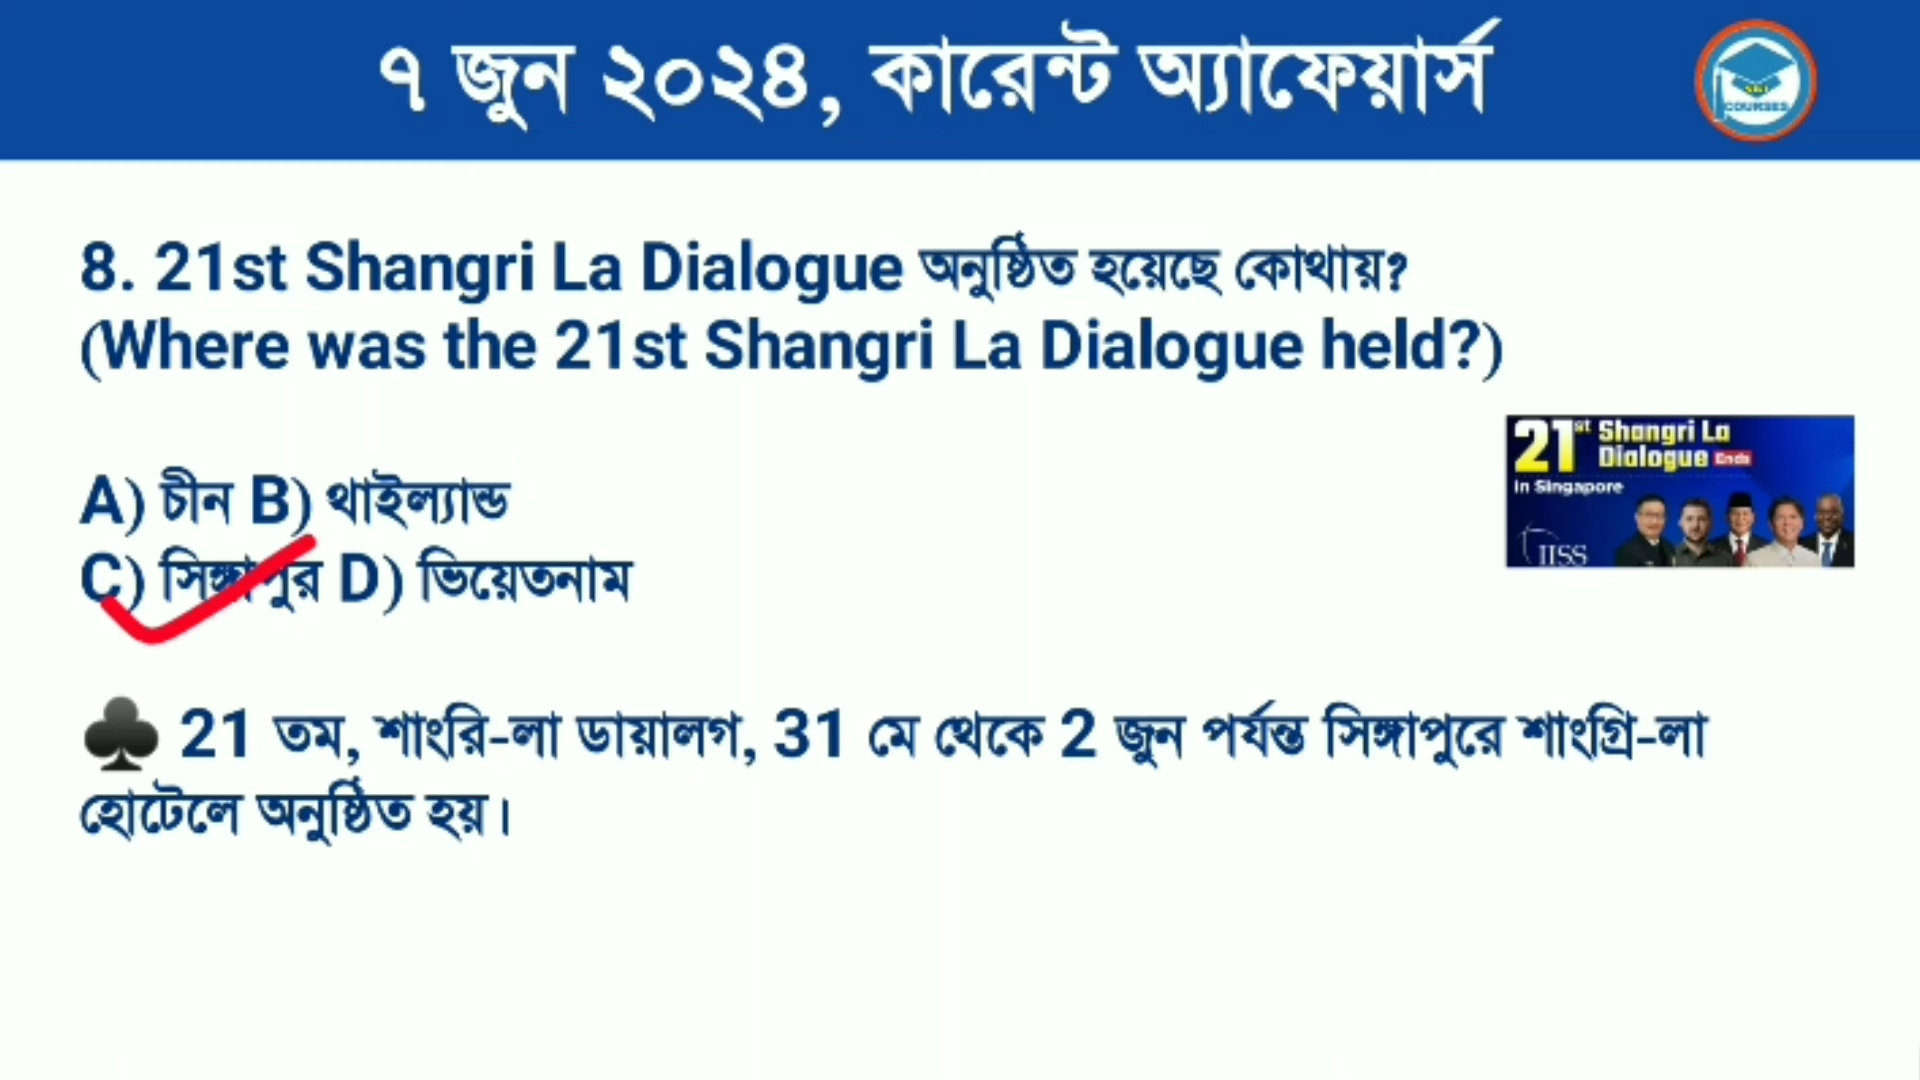 ৭ জুন ২০২৪, কারেন্ট অ্যাফেয়ার্স
COURSES
8. 21st Shangri La Dialogue অনুষ্ঠিত হয়েছে কোথায়?
(Where was the 21st Shangri La Dialogue held?)
21st Shangri La
Dialogue Ends
in Singapore
IISS
A) চীন B) থাইল্যান্ড
C) সিঙ্গাপুর D) ভিয়েতনাম
♣ 21 তম, শাংরি-লা ডায়ালগ, 31 মে থেকে 2 জুন পর্যন্ত সিঙ্গাপুরে শাংগ্রি-লা
হোটেলে অনুষ্ঠিত হয়।